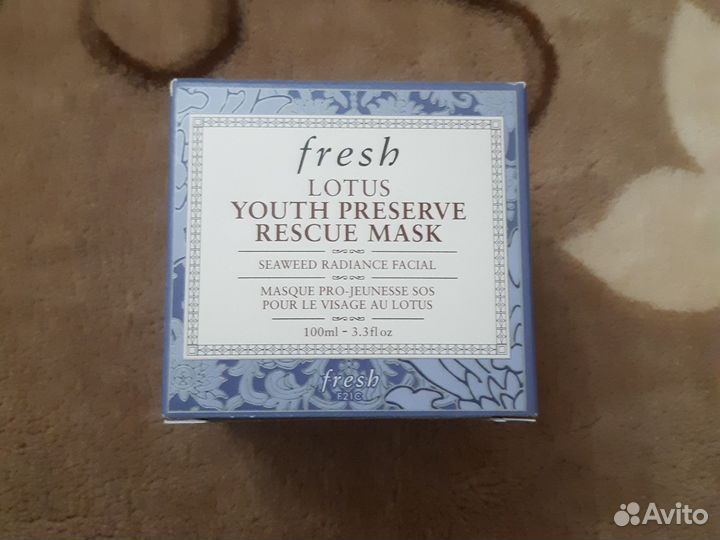 fresh
LOTUS
YOUTH PRESERVE
RESCUE MASK
SEAWEED RADIANCE FACIAL
MASQUE PRO-JEUNESSE SOS
POUR LE VISAGE AU LOTUS
100ml - 3.3fl oz
fresh
F21C
Avito